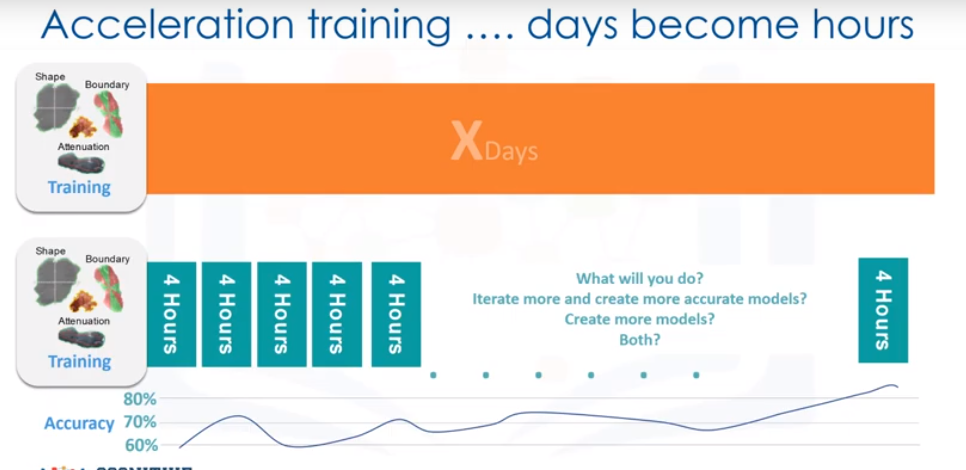 Acceleration training .... days become hours
Shape
Boundary
Attenuation
Training
X Days
Shape
Boundary
Attenuation
Training
4 Hours
4 Hours
4 Hours
4 Hours
4 Hours
What will you do?
Iterate more and create more accurate models?
Create more models?
Both?
4 Hours
80%
Accuracy 70%
60%